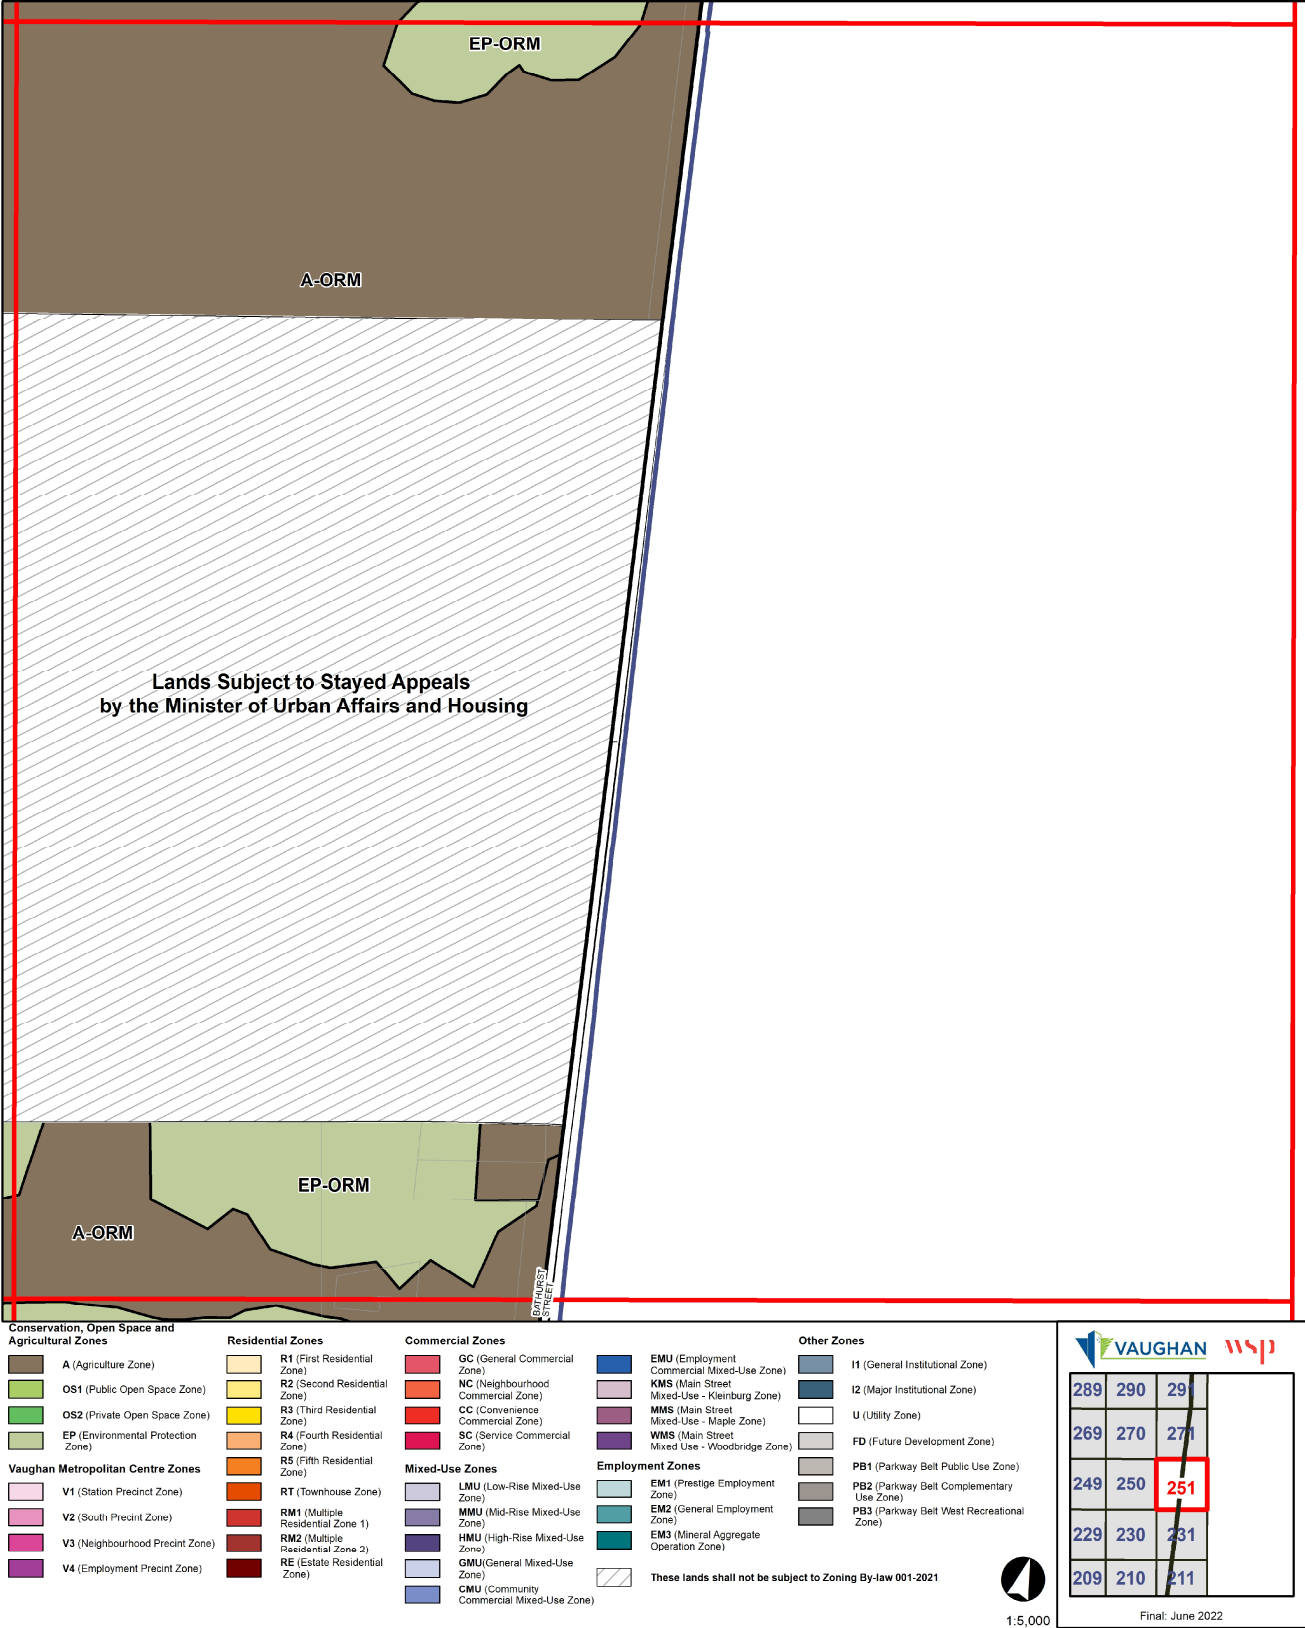 EP-ORM
A-ORM
Lands Subject to Stayed Appeals
by the Minister of Urban Affairs and Housing
EP-ORM
A-ORM
BATHURST
STREET
Conservation, Open Space and
Agricultural Zones
A (Agriculture Zone)
OS1 (Public Open Space Zone)
OS2 (Private Open Space Zone)
EP (Environmental Protection
Zone)
Vaughan Metropolitan Centre Zones
V1 (Station Precinct Zone)
V2 (South Precint Zone)
V3 (Neighbourhood Precint Zone)
V4 (Employment Precint Zone)
Residential Zones
R1 (First Residential
Zone)
R2 (Second Residential
Zone)
R3 (Third Residential
Zone)
R4 (Fourth Residential
Zone)
R5 (Fifth Residential
Zone)
RT (Townhouse Zone)
RM1 (Multiple
Residential Zone 1)
RM2 (Multiple
Residential Zone 2)
RE (Estate Residential
Zone)
Commercial Zones
GC (General Commercial
Zone)
NC (Neighbourhood
Commercial Zone)
CC (Convenience
Commercial Zone)
SC (Service Commercial
Zone)
Mixed-Use Zones
LMU (Low-Rise Mixed-Use
Zone)
MMU (Mid-Rise Mixed-Use
Zone)
HMU (High-Rise Mixed-Use
Zone)
GMU(General Mixed-Use
Zone)
CMU (Community
Commercial Mixed-Use Zone)
EMU (Employment
Commercial Mixed-Use Zone)
KMS (Main Street
Mixed-Use - Kleinburg Zone)
MMS (Main Street
Mixed-Use - Maple Zone)
WMS (Main Street
Mixed Use - Woodbridge Zone)
Employment Zones
EM1 (Prestige Employment
Zone)
EM2 (General Employment
Zone)
EM3 (Mineral Aggregate
Operation Zone)
These lands shall not be subject to Zoning By-law 001-2021
Other Zones
I1 (General Institutional Zone)
I2 (Major Institutional Zone)
U (Utility Zone)
FD (Future Development Zone)
PB1 (Parkway Belt Public Use Zone)
PB2 (Parkway Belt Complementary
Use Zone)
PB3 (Parkway Belt West Recreational
Zone)
1:5,000
VAUGHAN wsp
289 290 291
269 270 271
249 250 251
229 230 231
209 210 211
Final: June 2022